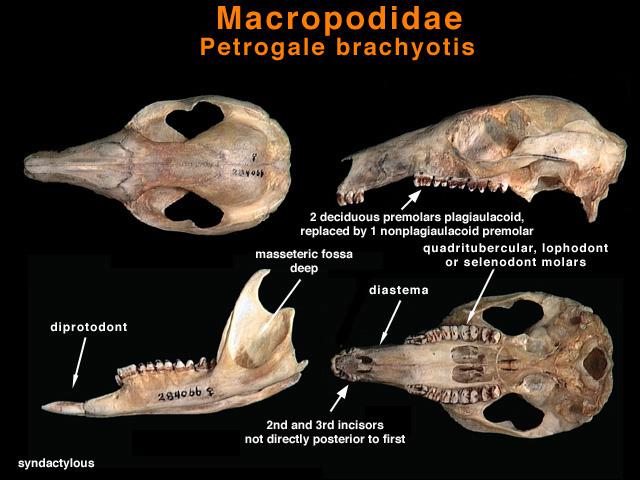 Macropodidae
Petrogale brachyotis
2 deciduous premolars plagiaulacoid,
replaced by 1 nonplagiaulacoid premolar
masseteric fossa
deep
quadritubercular, lophodont
or selenodont molars
diastema
diprotodont
284066 ♀
2nd and 3rd incisors
not directly posterior to first
syndactylous